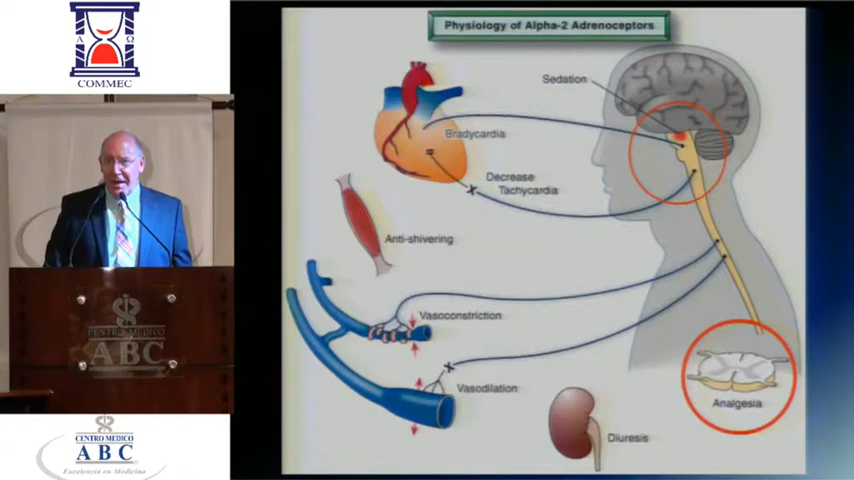 A Ω
COMMEC
CENTRO MEDICO
ABC
CENTRO MEDICO
ABC
Excelencia en Medicina
Physiology of Alpha-2 Adrenoceptors
Sedation
Bradycardia
Decrease
Tachycardia
Anti-shivering
Vasoconstriction
Vasodilation
Diuresis
Analgesia